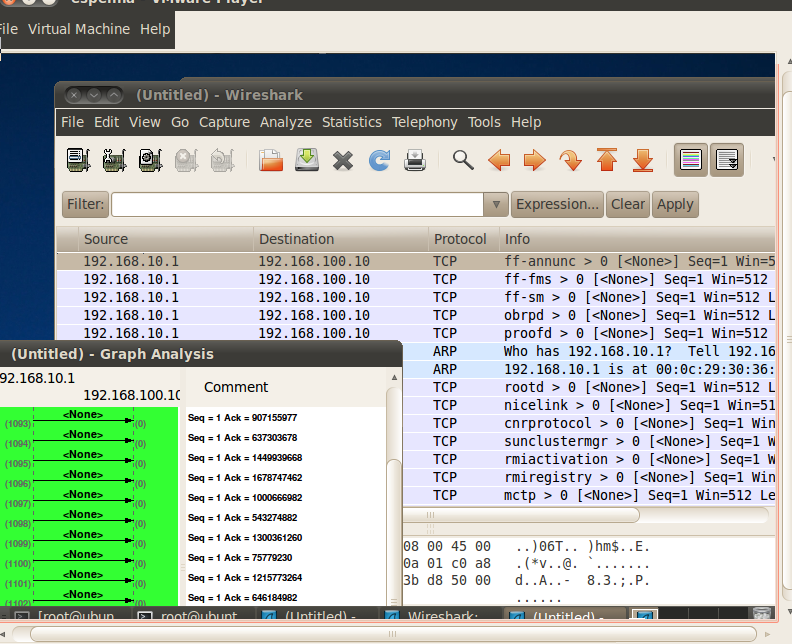 File Virtual Machine Help
(Untitled) - Wireshark
File Edit View Go Capture Analyze Statistics Telephony Tools Help
Filter: Expression... Clear Apply
Source Destination Protocol Info
192.168.10.1 192.168.100.10 TCP ff-annunc > 0 [<None>] Seq=1 Win=5
192.168.10.1 192.168.100.10 TCP ff-fms > 0 [<None>] Seq=1 Win=512
192.168.10.1 192.168.100.10 TCP ff-sm > 0 [<None>] Seq=1 Win=512 L
192.168.10.1 192.168.100.10 TCP obrpd > 0 [<None>] Seq=1 Win=512 L
192.168.10.1 192.168.100.10 TCP proofd > 0 [<None>] Seq=1 Win=512
ARP Who has 192.168.10.1? Tell 192.16
ARP 192.168.10.1 is at 00:0c:29:30:36:
TCP rootd > 0 [<None>] Seq=1 Win=512 L
TCP nicelink > 0 [<None>] Seq=1 Win=51
TCP cnrprotocol > 0 [<None>] Seq=1 Win
TCP sunclustermgr > 0 [<None>] Seq=1 W
TCP rmiactivation > 0 [<None>] Seq=1 W
TCP rmiregistry > 0 [<None>] Seq=1 Win
TCP mctp > 0 [<None>] Seq=1 Win=512 Le
(Untitled) - Graph Analysis
92.168.10.1
192.168.100.10
Comment
(1093) <None> (0) Seq = 1 Ack = 907155977
(1094) <None> (0) Seq = 1 Ack = 637303678
(1095) <None> (0) Seq = 1 Ack = 1449939668
(1096) <None> (0) Seq = 1 Ack = 1678747462
(1097) <None> (0) Seq = 1 Ack = 1000666982
(1098) <None> (0) Seq = 1 Ack = 543274882
(1099) <None> (0) Seq = 1 Ack = 1300361260
(1100) <None> (0) Seq = 1 Ack = 75779230
(1101) <None> (0) Seq = 1 Ack = 1215773264
(1102) <None> (0) Seq = 1 Ack = 646184982
08 00 45 00 ..)06T.. )hm$..E.
0a 01 c0 a8 .(*v..@. `.......
3b d8 50 00 d..A..- 8.3.;.P.
......
[root@ubun root@ubunt (Untitled) - Wireshark: (Untitled) -